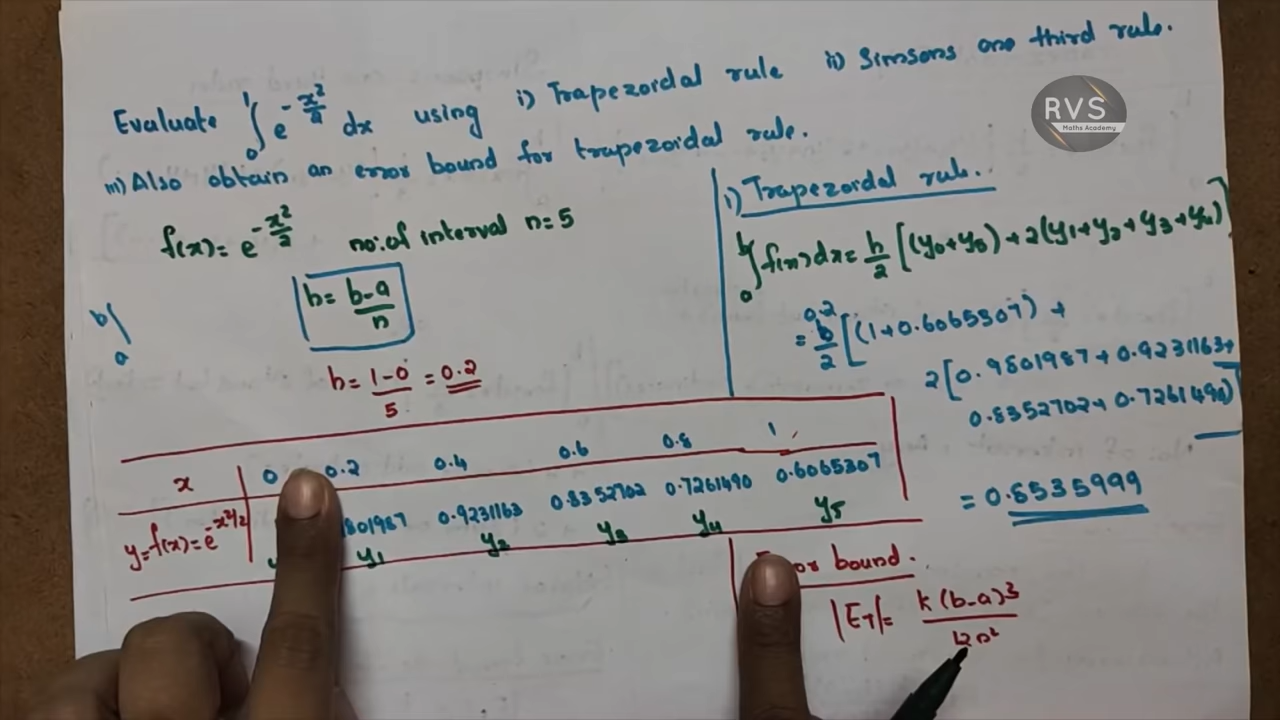 Evaluate ∫₀¹ e^(-x²/2) dx using i) Trapezoidal rule ii) Simsons one third rule.
iii) Also obtain an error bound for trapezoidal rule.
RVS
Maths Academy
f(x) = e^(-x²/2) no. of interval n=5
h = (b-a)/n
b∫a
h = (1-0)/5 = 0.2
x 0 0.2 0.4 0.6 0.8 1
y=f(x)=e^(-x²/2) 801987 0.9231163 0.8352702 0.7261490 0.6065307
y1 y2 y3 y4 y5
i) Trapezoidal rule.
∫₀¹ f(x) dx = h/2 [(y0+y5)+2(y1+y2+y3+y4)]
0.2
= h/2 [(1+0.6065307) +
2[0.9801987+0.9231163+
0.8352702+0.7261490)]
= 0.8535999
or bound.
|ET| = K(b-a)³/12n²